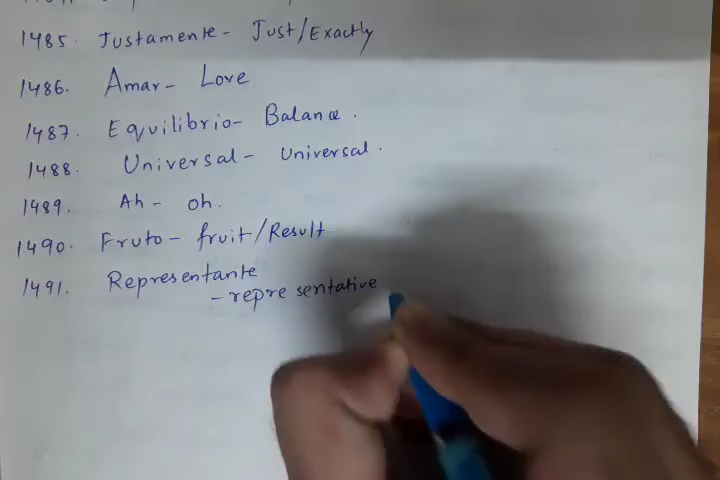 1485. Justamente - Just/Exactly
1486. Amar - Love
1487. Equilibrio - Balance.
1488. Universal - Universal.
1489. Ah - oh.
1490. Fruto - fruit/Result
1491. Representante
- representative